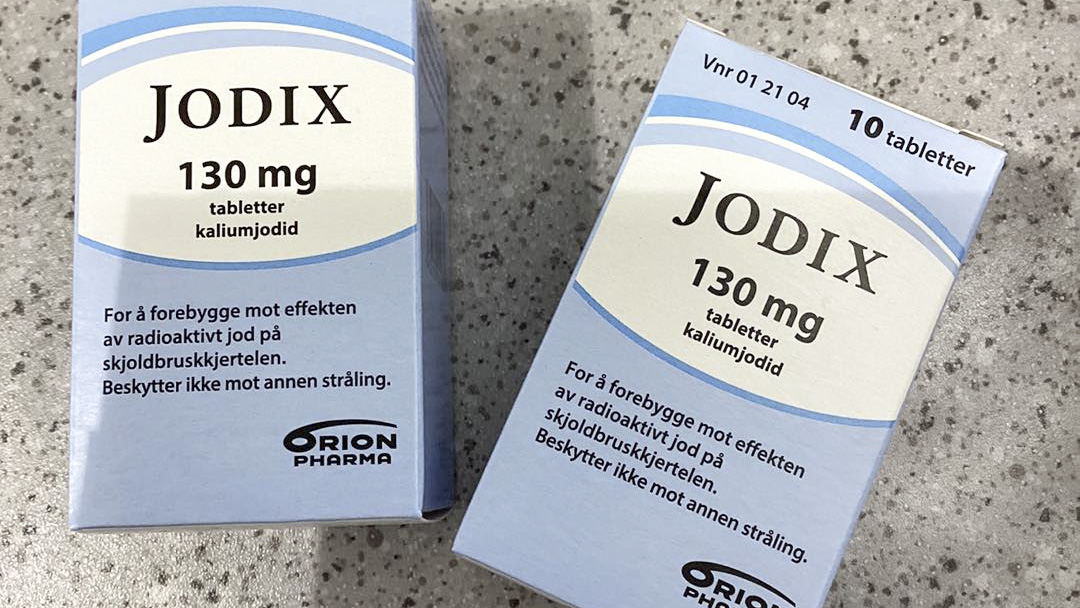 JODIX
130 mg
tabletter
kaliumjodid
For å forebygge mot effekten
av radioaktivt jod på
skjoldbruskkjertelen.
Beskytter ikke mot annen stråling.
ORION
PHARMA
Vnr 01 21 04
10 tabletter
JODIX
130 mg
tabletter
kaliumjodid
For å forebygge mot effekten
av radioaktivt jod på
skjoldbruskkjertelen.
Beskytter ikke mot annen stråling.
ORION